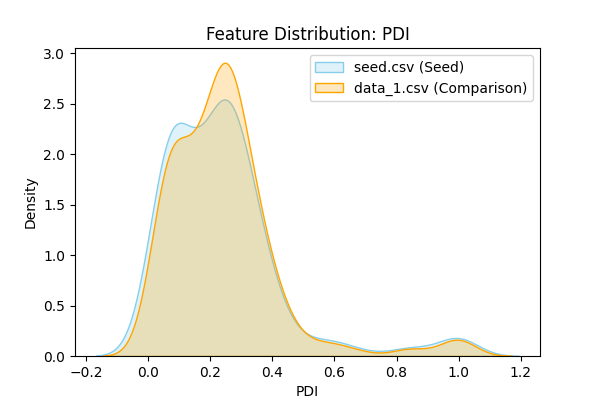 Feature Distribution: PDI
seed.csv (Seed)
data_1.csv (Comparison)
Density
3.0
2.5
2.0
1.5
1.0
0.5
0.0
−0.2 0.0 0.2 0.4 0.6 0.8 1.0 1.2
PDI